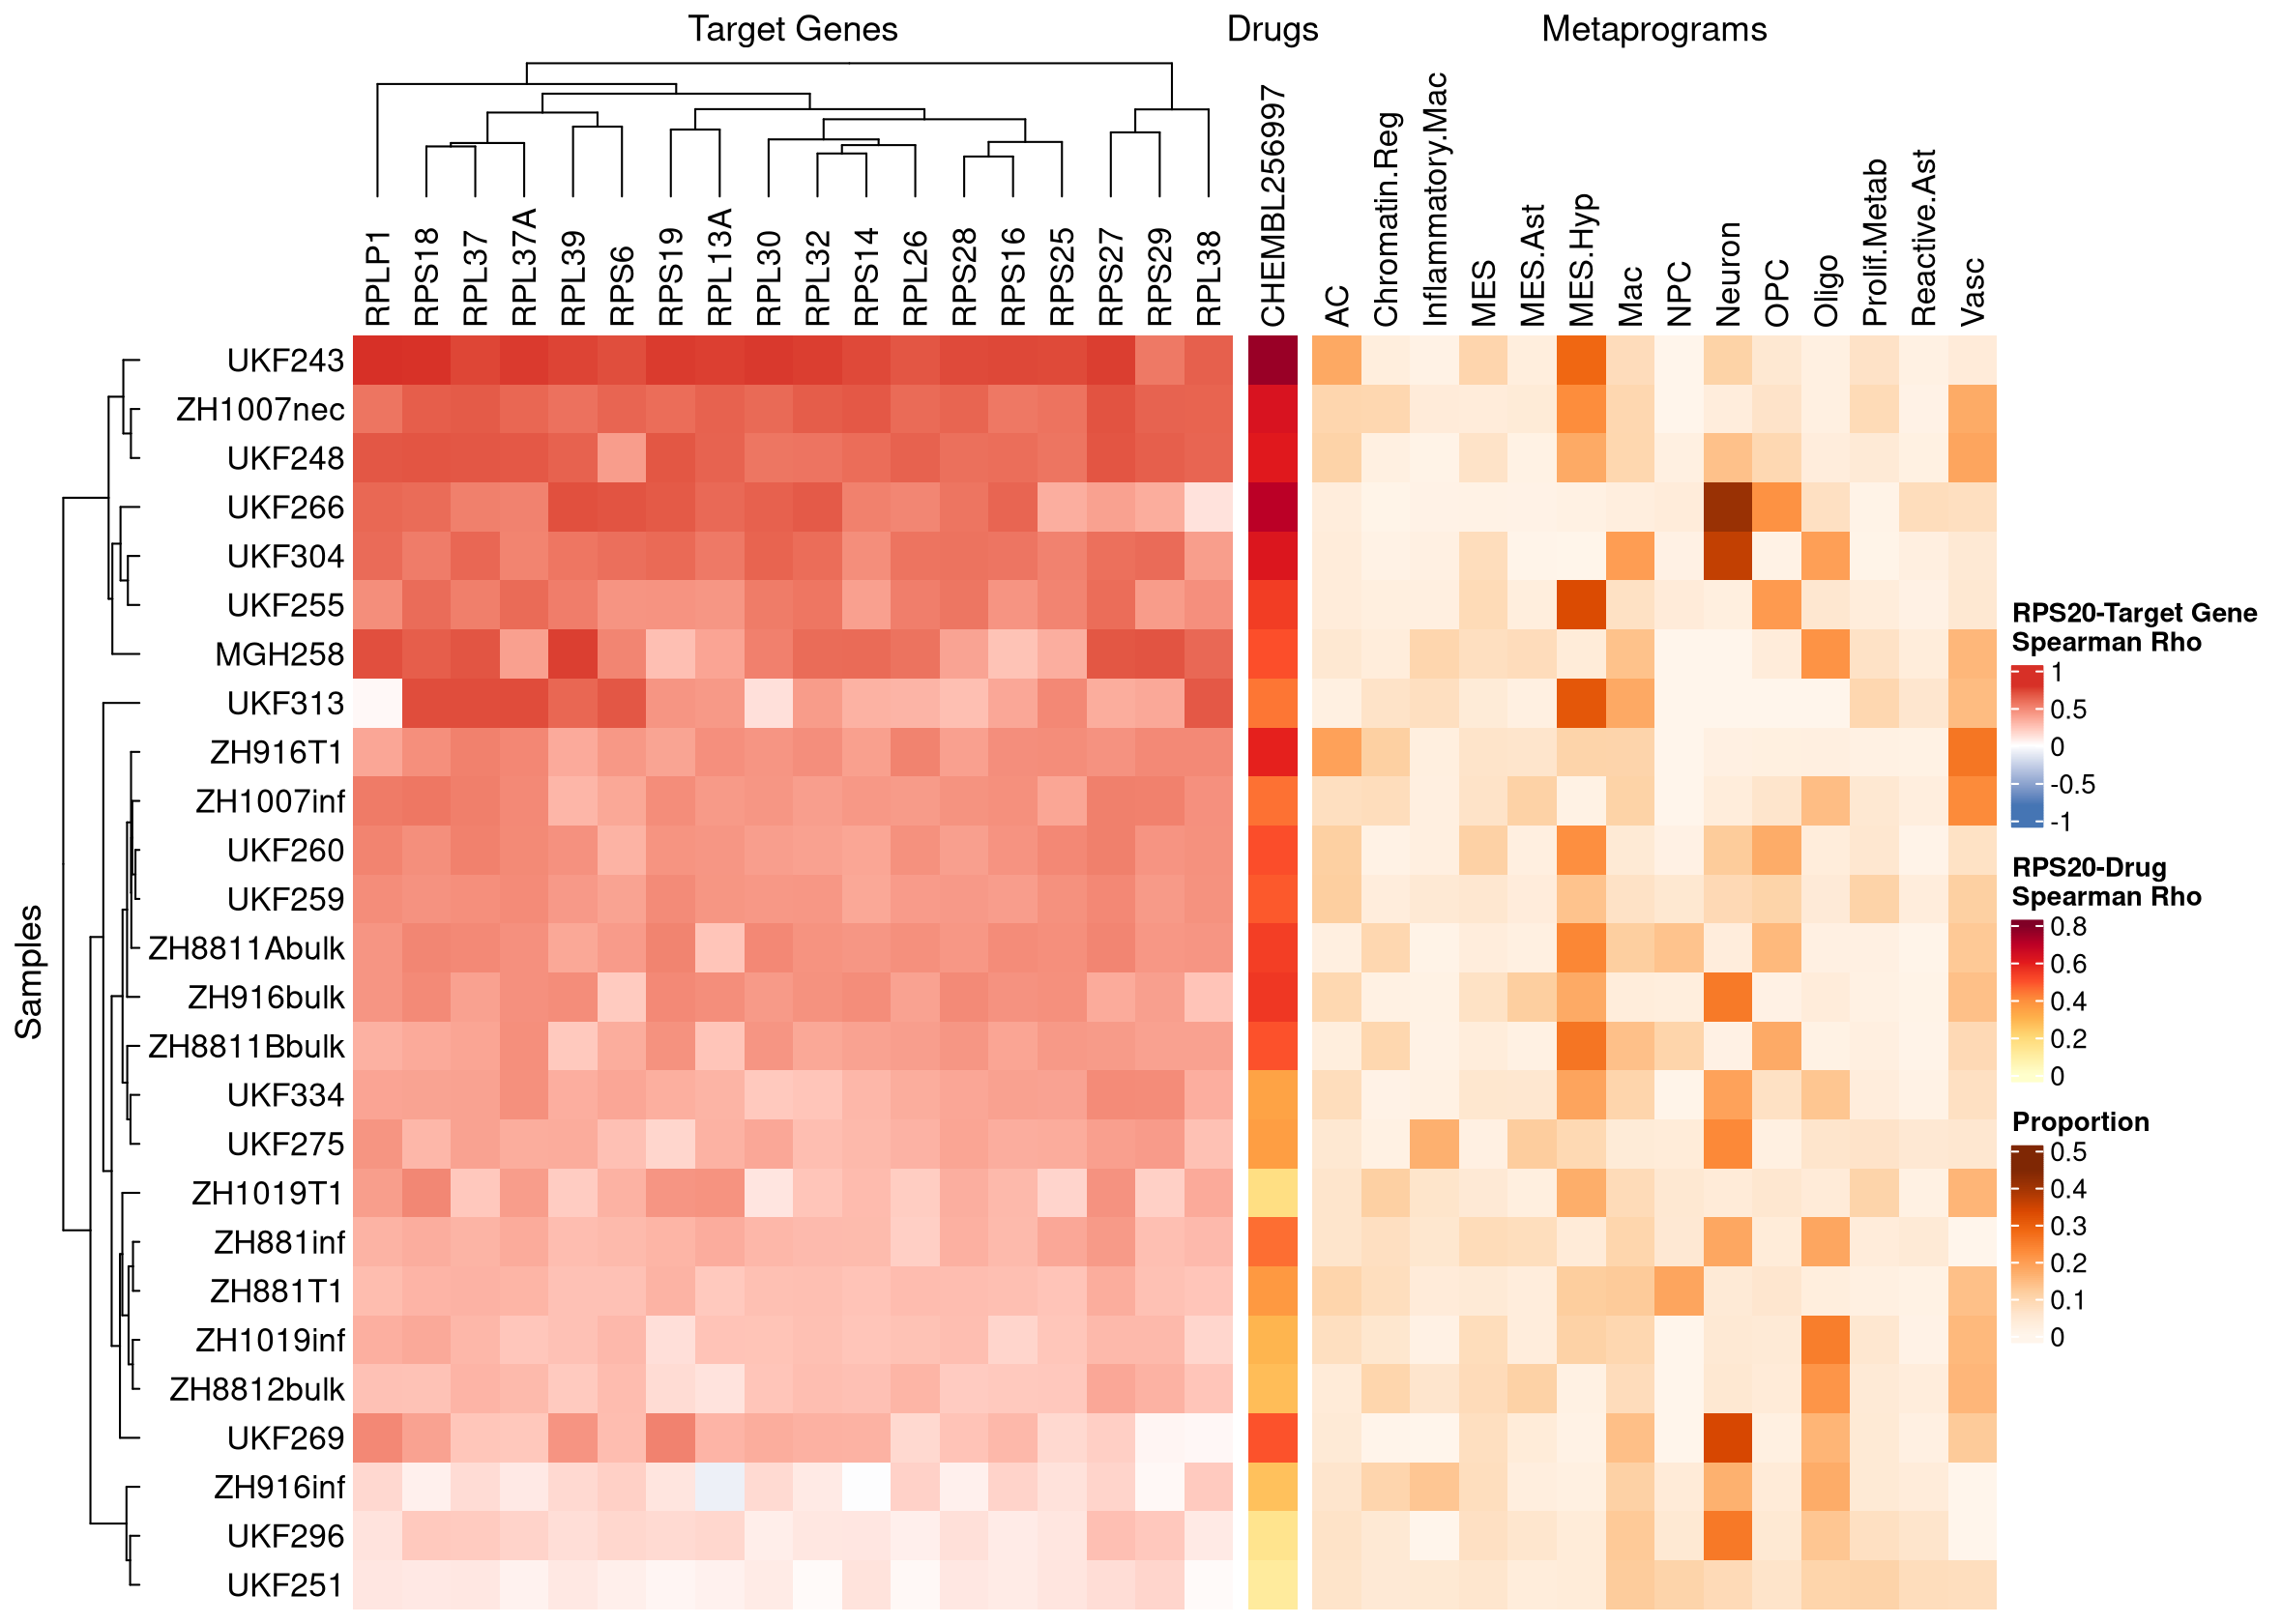 Target Genes
Drugs
Metaprograms
RPLP1
RPS18
RPL37
RPL37A
RPL39
RPS6
RPS19
RPL13A
RPL30
RPL32
RPS14
RPL26
RPS28
RPS16
RPS25
RPS27
RPS29
RPL38
CHEMBL256997
AC
Chromatin.Reg
Inflammatory.Mac
MES
MES.Ast
MES.Hyp
Mac
NPC
Neuron
OPC
Oligo
Prolif.Metab
Reactive.Ast
Vasc
Samples
UKF243
ZH1007nec
UKF248
UKF266
UKF304
UKF255
MGH258
UKF313
ZH916T1
ZH1007inf
UKF260
UKF259
ZH8811Abulk
ZH916bulk
ZH8811Bbulk
UKF334
UKF275
ZH1019T1
ZH881inf
ZH881T1
ZH1019inf
ZH8812bulk
UKF269
ZH916inf
UKF296
UKF251
RPS20-Target Gene
Spearman Rho
1
0.5
0
-0.5
-1
RPS20-Drug
Spearman Rho
0.8
0.6
0.4
0.2
0
Proportion
0.5
0.4
0.3
0.2
0.1
0